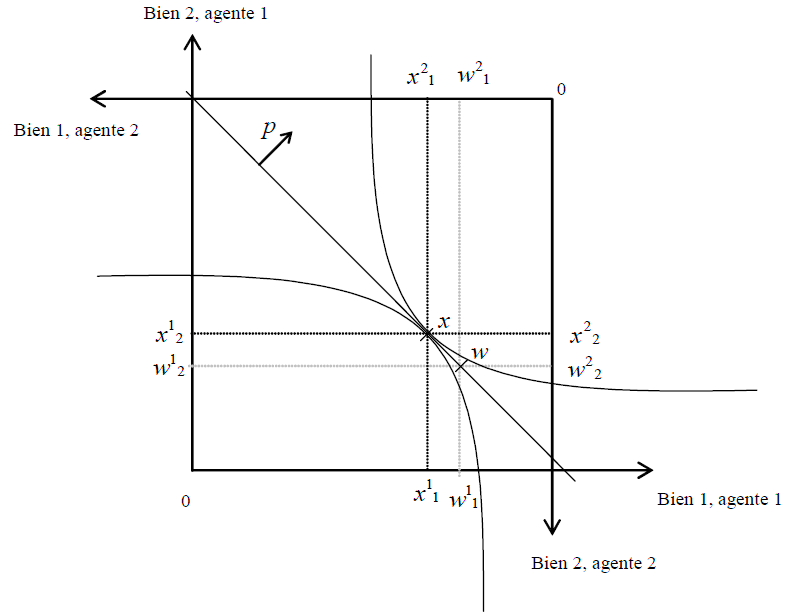 Bien 2, agente 1
x²₁ w²₁
0
Bien 1, agente 2
p
x
x¹₂ x²₂
w
w¹₂ w²₂
0
x¹₁ w¹₁
Bien 1, agente 1
Bien 2, agente 2